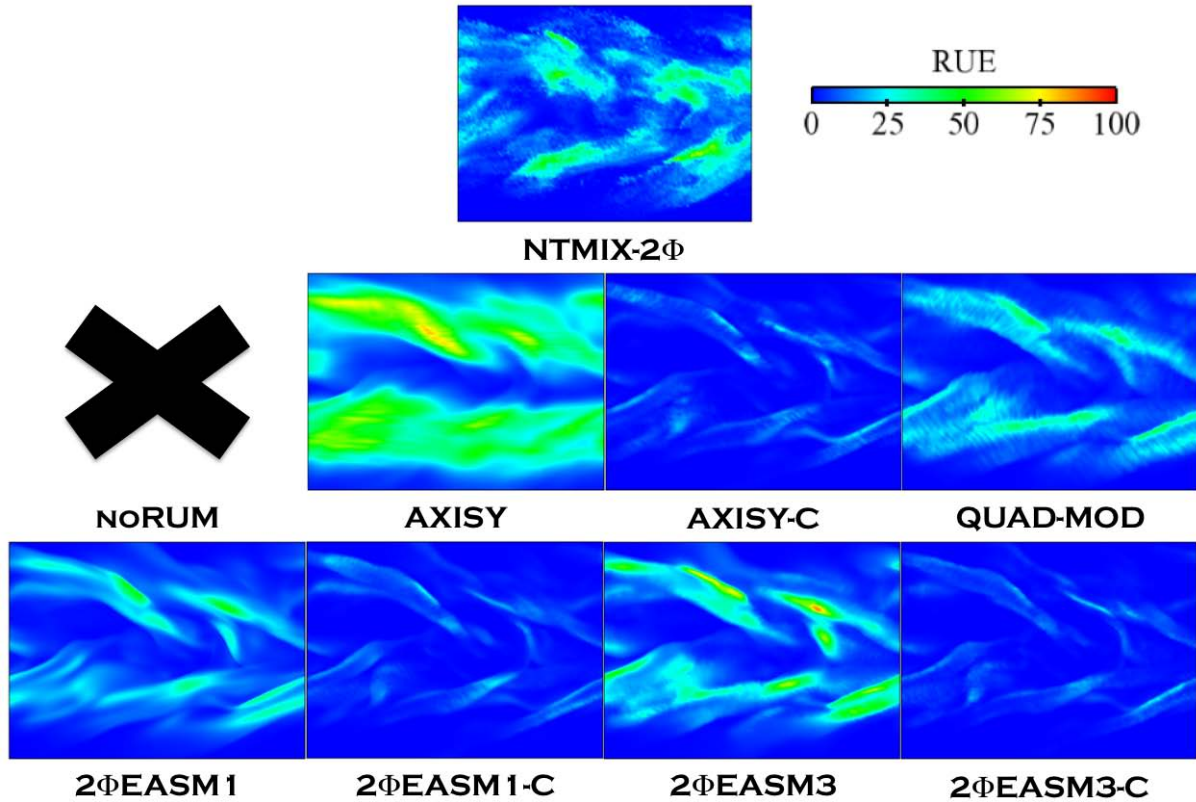 RUE
0 25 50 75 100
NTMIX-2Φ
NORUM AXISY AXISY-C QUAD-MOD
2ΦEASM1 2ΦEASM1-C 2ΦEASM3 2ΦEASM3-C